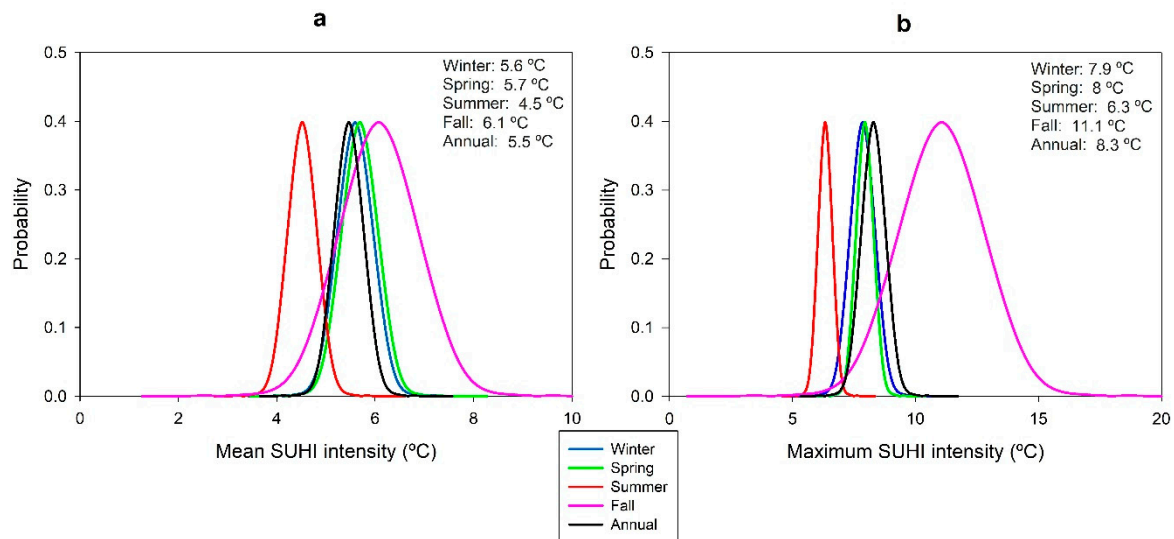 a
0.5
0.4
0.3
0.2
0.1
0.0
Probability
Winter: 5.6 ºC
Spring: 5.7 ºC
Summer: 4.5 ºC
Fall: 6.1 ºC
Annual: 5.5 ºC
0 2 4 6 8 10
Mean SUHI intensity (ºC)
b
0.5
0.4
0.3
0.2
0.1
0.0
Probability
Winter: 7.9 ºC
Spring: 8 ºC
Summer: 6.3 ºC
Fall: 11.1 ºC
Annual: 8.3 ºC
0 5 10 15 20
Maximum SUHI intensity (ºC)
Winter
Spring
Summer
Fall
Annual